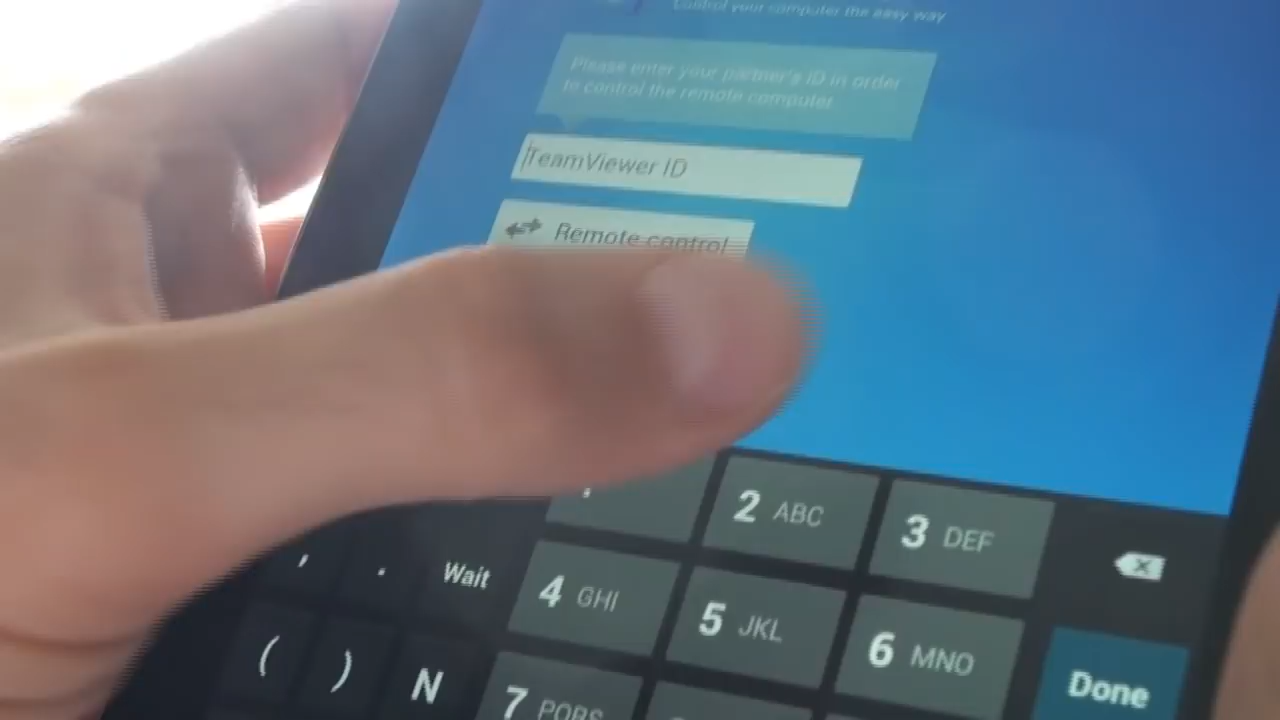 Control your computer the easy way
Please enter your partner's ID in order
to control the remote computer
TeamViewer ID
Remote control
2 ABC
3 DEF
, . Wait
4 GHI
5 JKL
6 MNO
( ) N
7 PQRS
Done